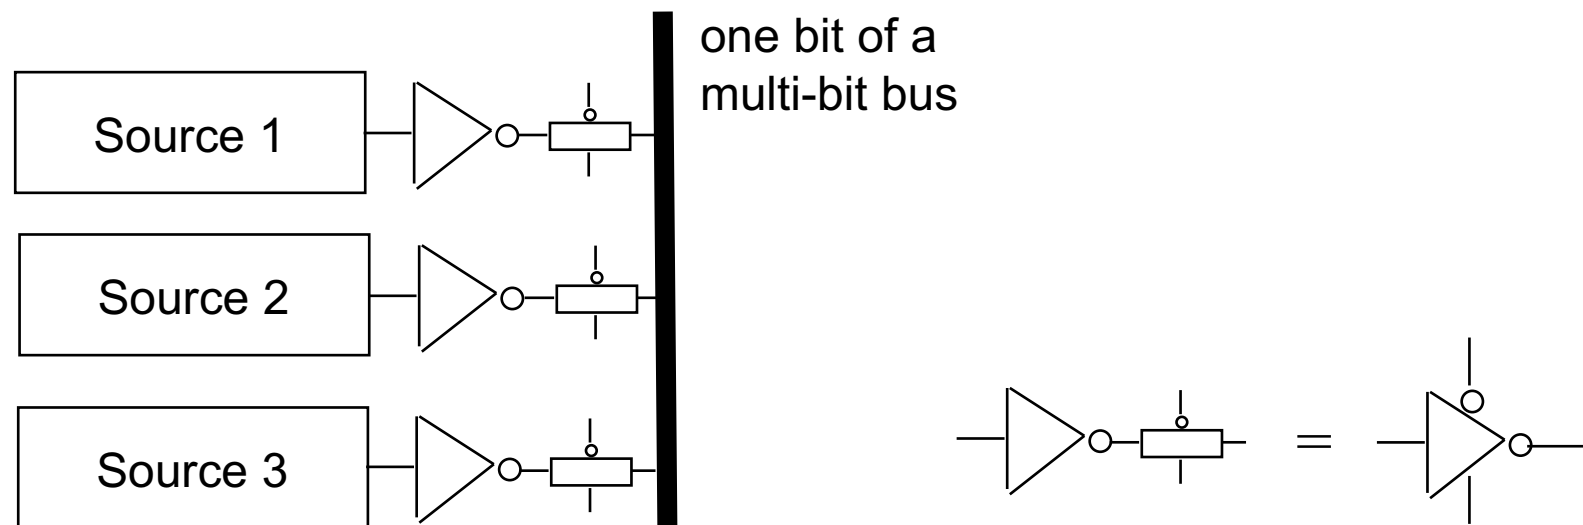 one bit of a
multi-bit bus
Source 1
Source 2
Source 3
=